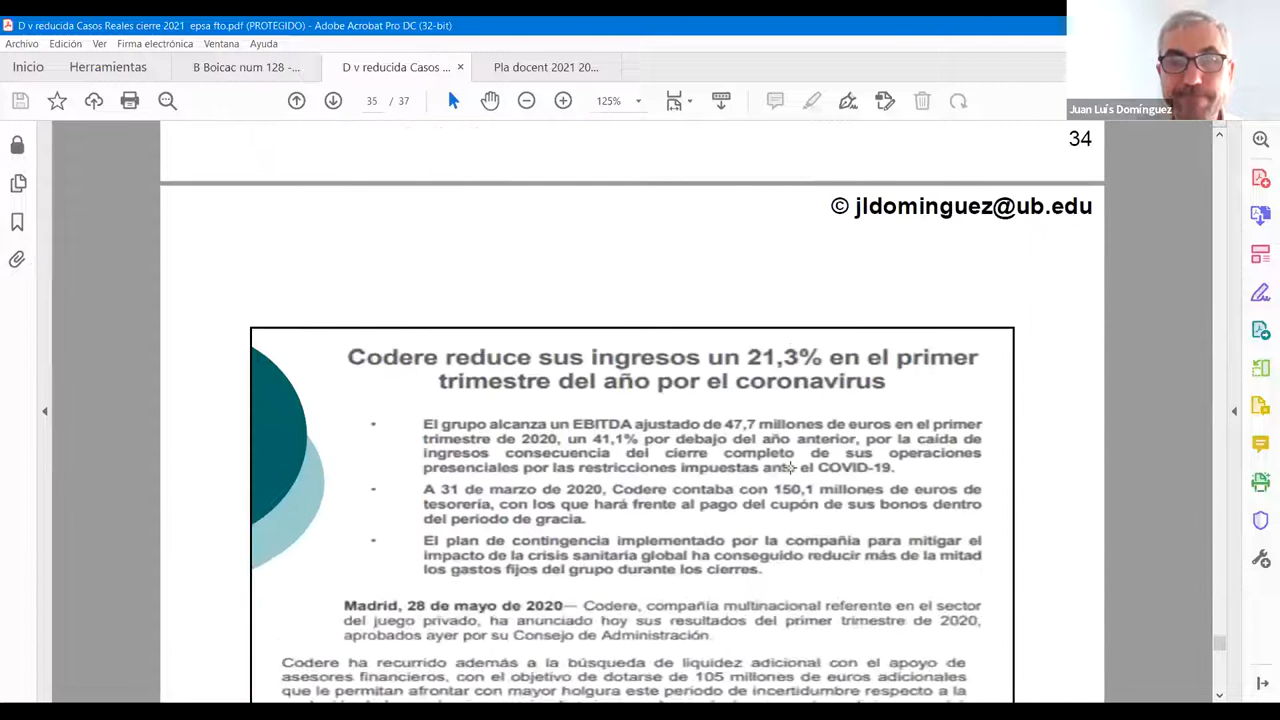 D v reducida Casos Reales cierre 2021 epsa fto.pdf (PROTEGIDO) - Adobe Acrobat Pro DC (32-bit)
Archivo Edición Ver Firma electrónica Ventana Ayuda
Inicio Herramientas B Boicac num 128 -... D v reducida Casos ... × Pla docent 2021 20...
35 / 37 125%
Juan Luís Domínguez
34
© jldominguez@ub.edu
Codere reduce sus ingresos un 21,3% en el primer
trimestre del año por el coronavirus
- El grupo alcanza un EBITDA ajustado de 47,7 millones de euros en el primer
trimestre de 2020, un 41,1% por debajo del año anterior, por la caída de
ingresos consecuencia del cierre completo de sus operaciones
presenciales por las restricciones impuestas ante el COVID-19.
- A 31 de marzo de 2020, Codere contaba con 150,1 millones de euros de
tesorería, con los que hará frente al pago del cupón de sus bonos dentro
del período de gracia.
- El plan de contingencia implementado por la compañía para mitigar el
impacto de la crisis sanitaria global ha conseguido reducir más de la mitad
los gastos fijos del grupo durante los cierres.
Madrid, 28 de mayo de 2020— Codere, compañía multinacional referente en el sector
del juego privado, ha anunciado hoy sus resultados del primer trimestre de 2020,
aprobados ayer por su Consejo de Administración.
Codere ha recurrido además a la búsqueda de liquidez adicional con el apoyo de
asesores financieros, con el objetivo de dotarse de 105 millones de euros adicionales
que le permitan afrontar con mayor holgura este periodo de incertidumbre respecto a la